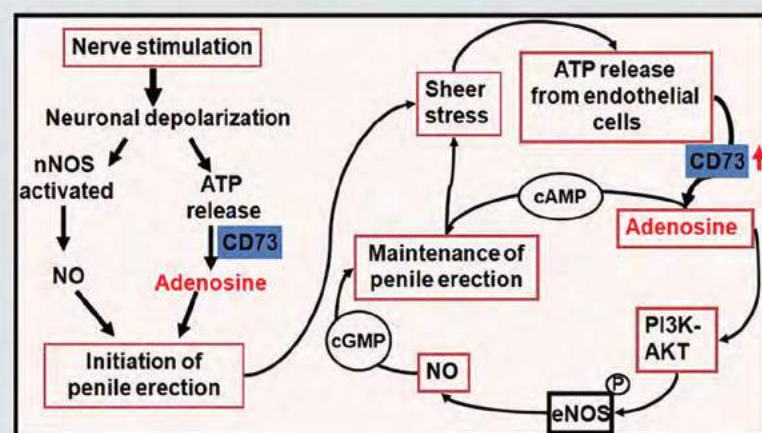 Nerve stimulation
Neuronal depolarization
nNOS
activated
ATP
release
CD73
NO
Adenosine
Initiation of
penile erection
Sheer
stress
ATP release
from endothelial
cells
CD73
cAMP
Adenosine
Maintenance of
penile erection
cGMP
NO
P
eNOS
PI3K-
AKT